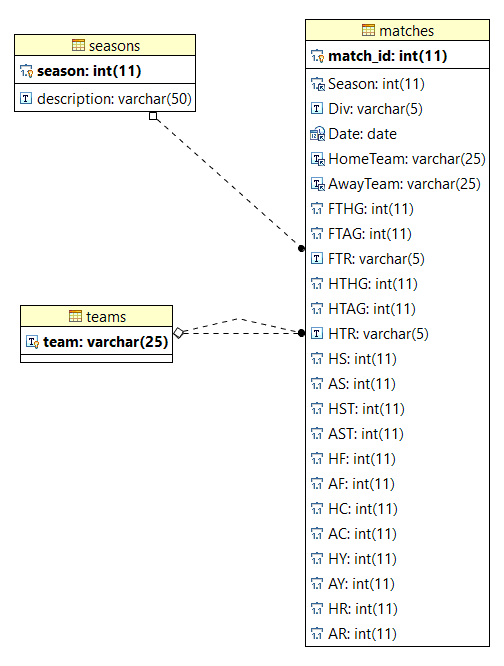 seasons
season: int(11)
description: varchar(50)
teams
team: varchar(25)
matches
match_id: int(11)
Season: int(11)
Div: varchar(5)
Date: date
HomeTeam: varchar(25)
AwayTeam: varchar(25)
FTHG: int(11)
FTAG: int(11)
FTR: varchar(5)
HTHG: int(11)
HTAG: int(11)
HTR: varchar(5)
HS: int(11)
AS: int(11)
HST: int(11)
AST: int(11)
HF: int(11)
AF: int(11)
HC: int(11)
AC: int(11)
HY: int(11)
AY: int(11)
HR: int(11)
AR: int(11)